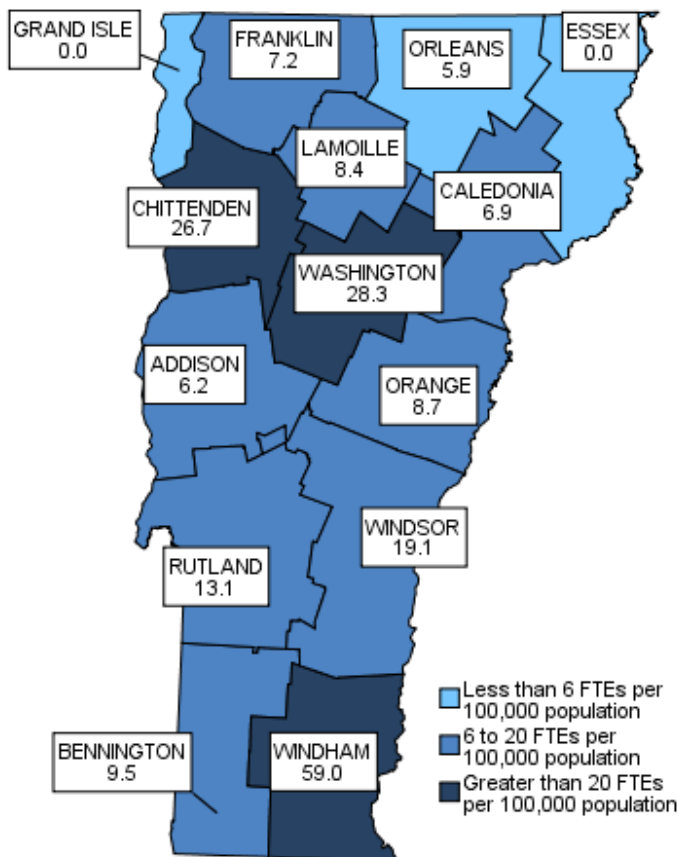 GRAND ISLE
0.0
FRANKLIN
7.2
ORLEANS
5.9
ESSEX
0.0
LAMOILLE
8.4
CALEDONIA
6.9
CHITTENDEN
26.7
WASHINGTON
28.3
ADDISON
6.2
ORANGE
8.7
WINDSOR
19.1
RUTLAND
13.1
BENNINGTON
9.5
WINDHAM
59.0
Less than 6 FTEs per
100,000 population
6 to 20 FTEs per
100,000 population
Greater than 20 FTEs
per 100,000 population